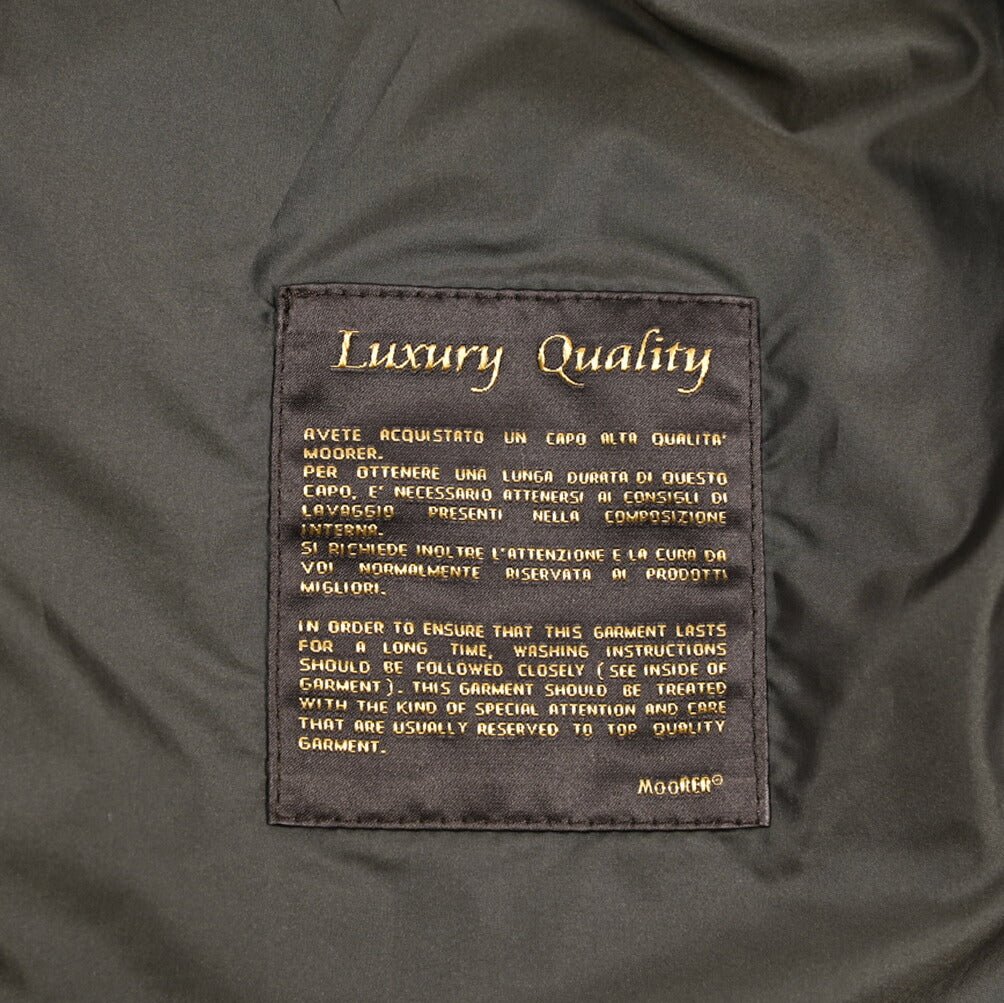 Luxury Quality
AVETE ACQUISTATO UN CAPO ALTA QUALITA'
MOORER.
PER OTTENERE UNA LUNGA DURATA DI QUESTO
CAPO, E' NECESSARIO ATTENERSI AI CONSIGLI DI
LAVAGGIO PRESENTI NELLA COMPOSIZIONE
INTERNA.
SI RICHIEDE INOLTRE L'ATTENZIONE E LA CURA DA
VOI NORMALMENTE RISERVATA AI PRODOTTI
MIGLIORI.
IN ORDER TO ENSURE THAT THIS GARMENT LASTS
FOR A LONG TIME, WASHING INSTRUCTIONS
SHOULD BE FOLLOWED CLOSELY (SEE INSIDE OF
GARMENT). THIS GARMENT SHOULD BE TREATED
WITH THE KIND OF SPECIAL ATTENTION AND CARE
THAT ARE USUALLY RESERVED TO TOP QUALITY
GARMENT.
MOORER®